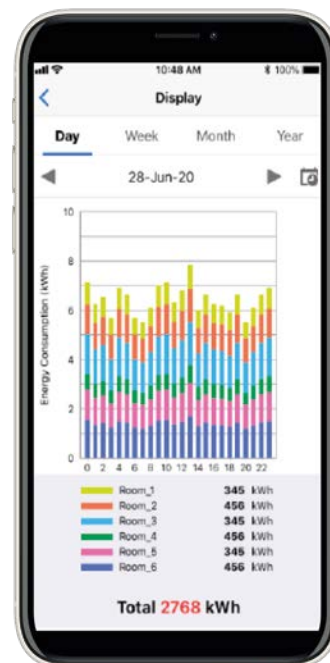 10:48 AM 100%
Display
Day Week Month Year
28-Jun-20
Energy Consumption (kWh)
10
8
6
4
2
0
0 2 4 6 8 10 12 14 16 18 20 22
Room_1 345 kWh
Room_2 456 kWh
Room_3 345 kWh
Room_4 456 kWh
Room_5 345 kWh
Room_6 456 kWh
Total 2768 kWh